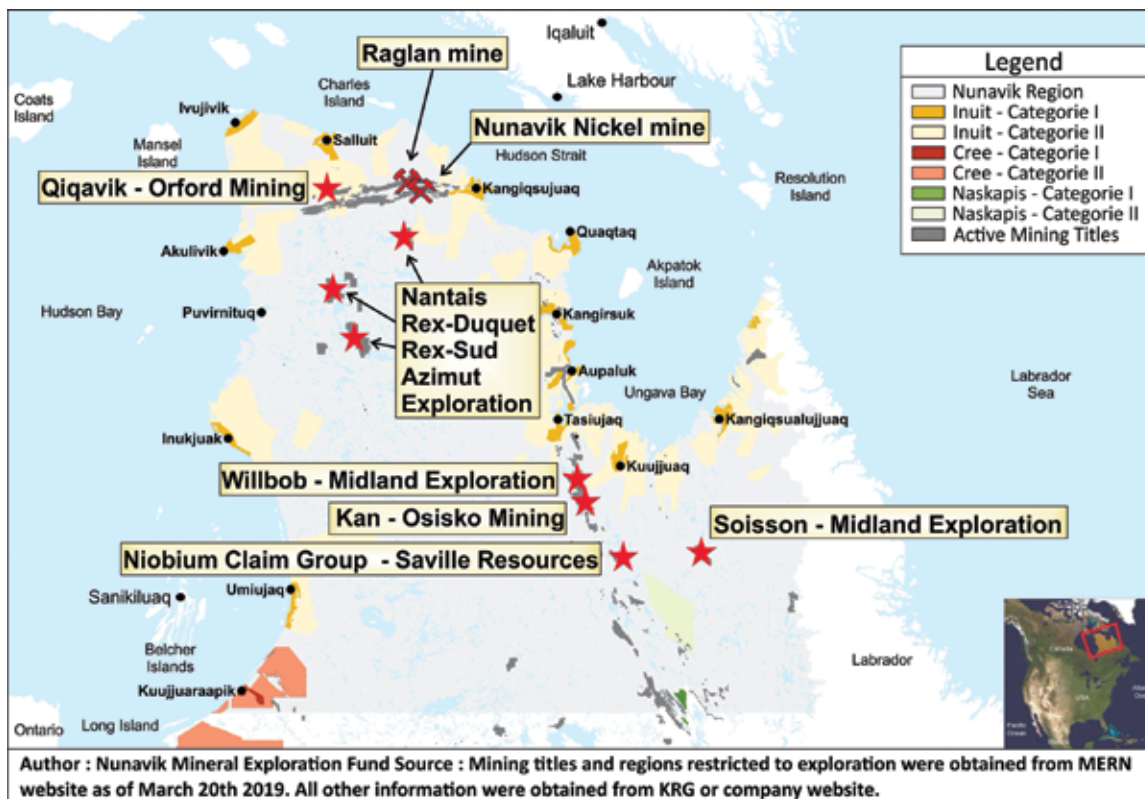 Iqaluit
Raglan mine
Legend
Coats
Island
Charles
Island
Lake Harbour
Nunavik Region
Ivujivik
Inuit - Categorie I
Nunavik Nickel mine
Inuit - Categorie II
Mansel
Island
Salluit
Hudson Strait
Cree - Categorie I
Cree - Categorie II
Qiqavik - Orford Mining
Kangiqsujuaq
Resolution
Island
Naskapis - Categorie I
Naskapis - Categorie II
Active Mining Titles
Quaqtaq
Akulivik
Akpatok
Island
Hudson Bay
Puvirnituq
Nantais
Rex-Duquet
Rex-Sud
Azimut
Exploration
Kangirsuk
Aupaluk
Ungava Bay
Labrador
Sea
Tasiujaq
Kangiqsualujjuaq
Inukjuak
Kuujjuaq
Willbob - Midland Exploration
Kan - Osisko Mining
Soisson - Midland Exploration
Niobium Claim Group - Saville Resources
Umiujaq
Sanikiluaq
Belcher
Islands
Labrador
Kuujjuaraapik
Ontario
Long Island
Canada
USA
Pacific
Ocean
Author : Nunavik Mineral Exploration Fund Source : Mining titles and regions restricted to exploration were obtained from MERN
website as of March 20th 2019. All other information were obtained from KRG or company website.